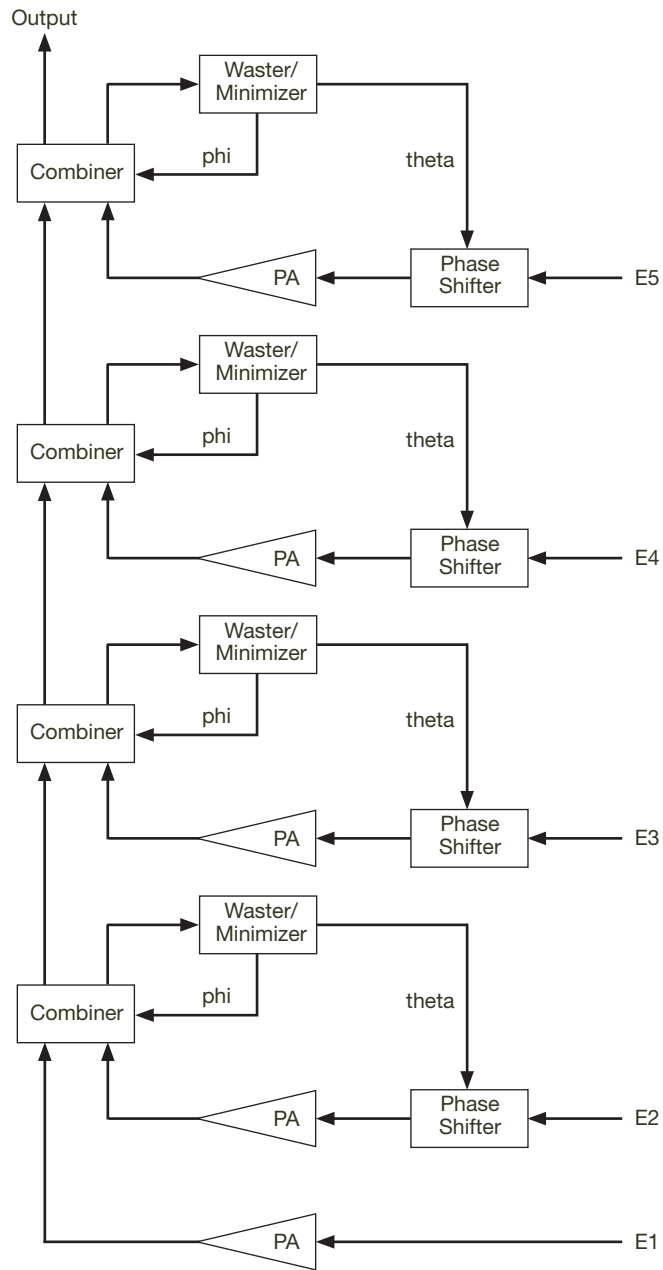 Output
Waster/
Minimizer
phi
theta
Combiner
PA
Phase
Shifter
E5
Waster/
Minimizer
phi
theta
Combiner
PA
Phase
Shifter
E4
Waster/
Minimizer
phi
theta
Combiner
PA
Phase
Shifter
E3
Waster/
Minimizer
phi
theta
Combiner
PA
Phase
Shifter
E2
PA
E1